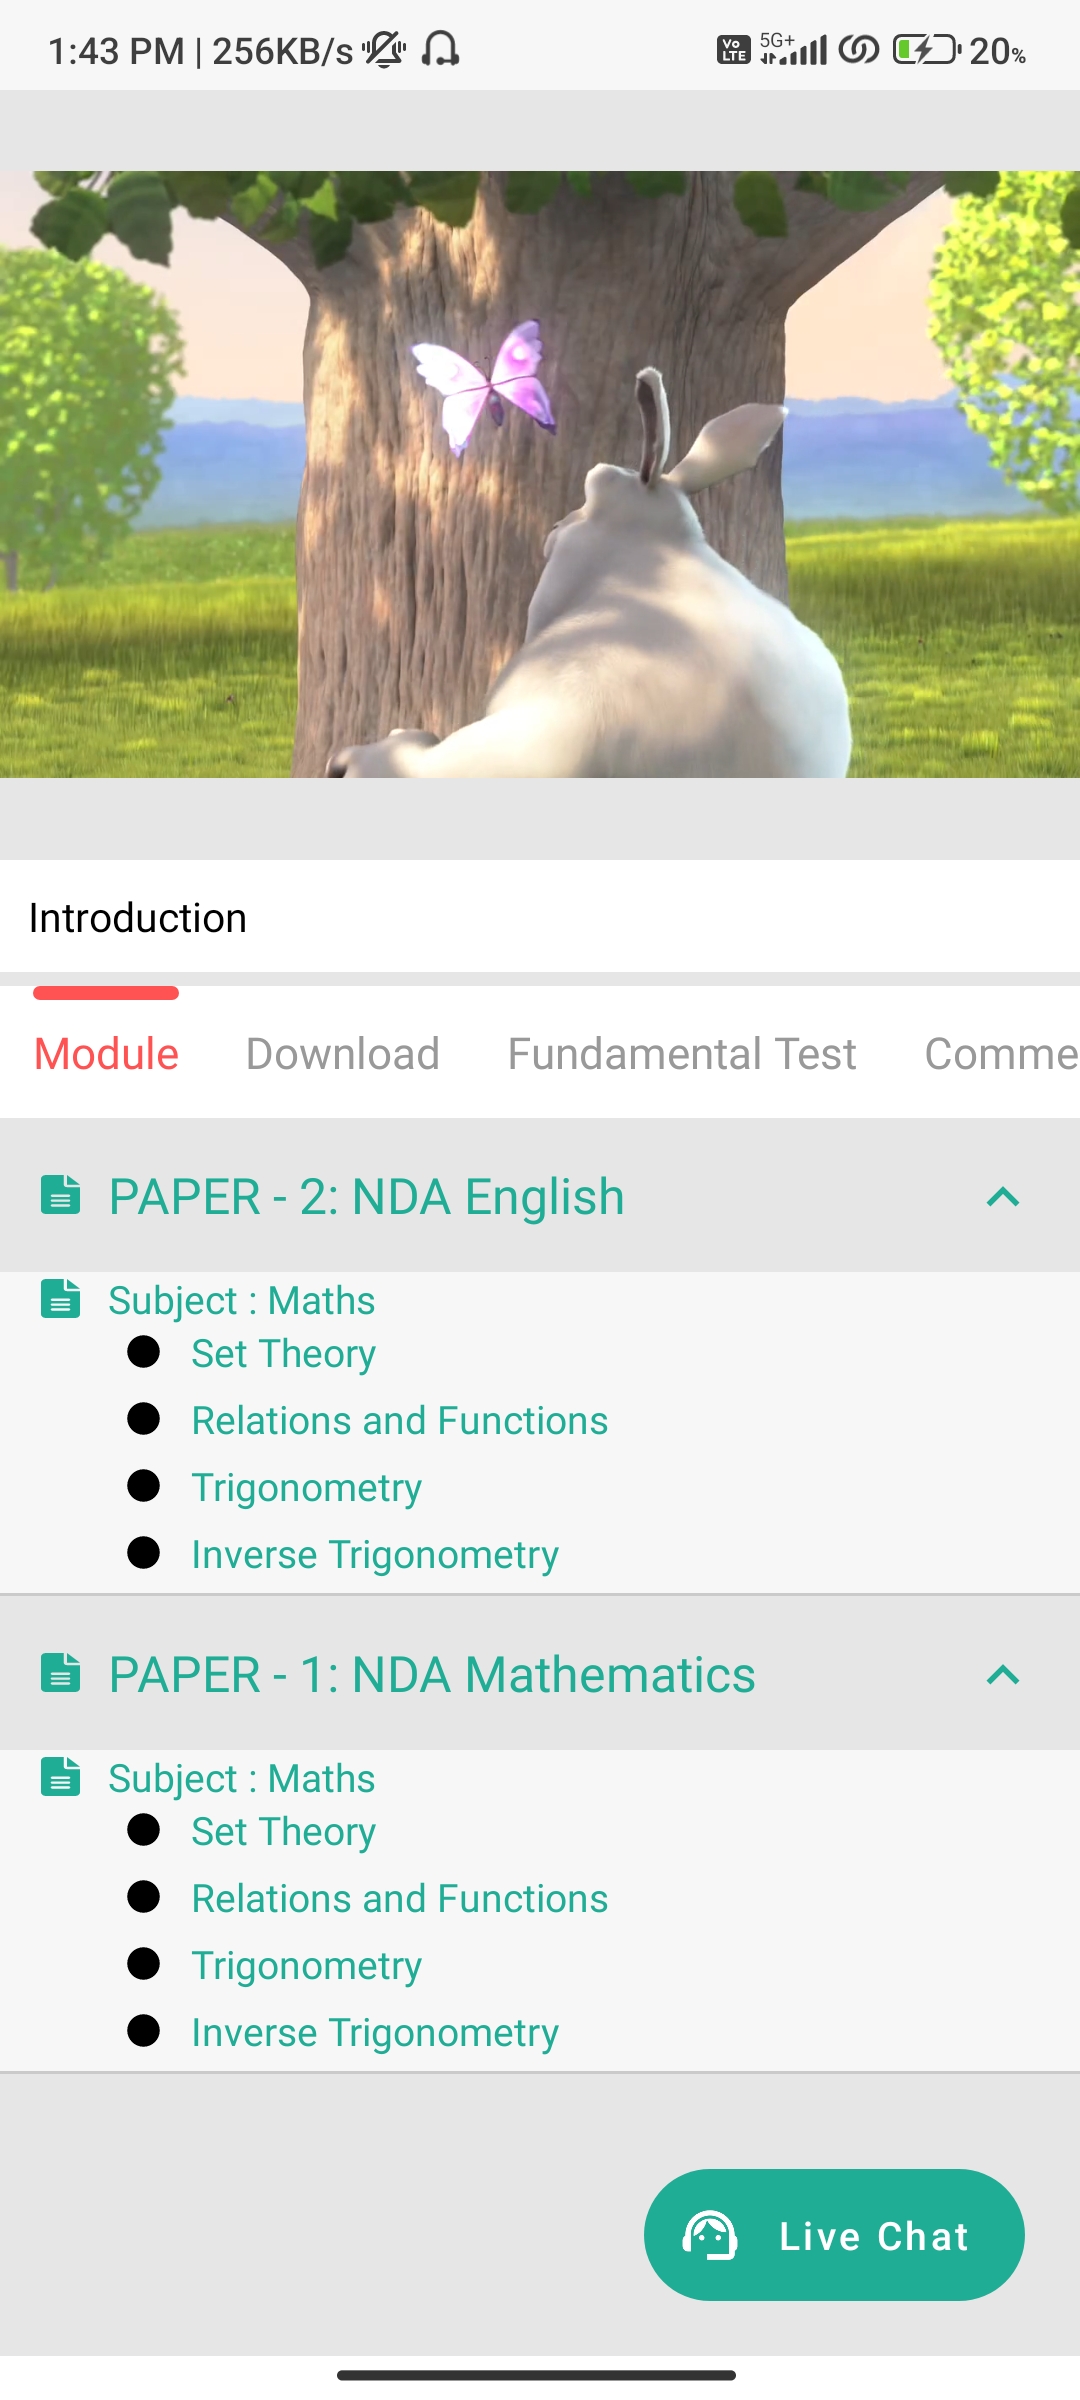 1:43 PM | 256KB/s VoLTE 5G+ 20%
Introduction
Module Download Fundamental Test Comme
PAPER - 2: NDA English
Subject : Maths
Set Theory
Relations and Functions
Trigonometry
Inverse Trigonometry
PAPER - 1: NDA Mathematics
Subject : Maths
Set Theory
Relations and Functions
Trigonometry
Inverse Trigonometry
Live Chat